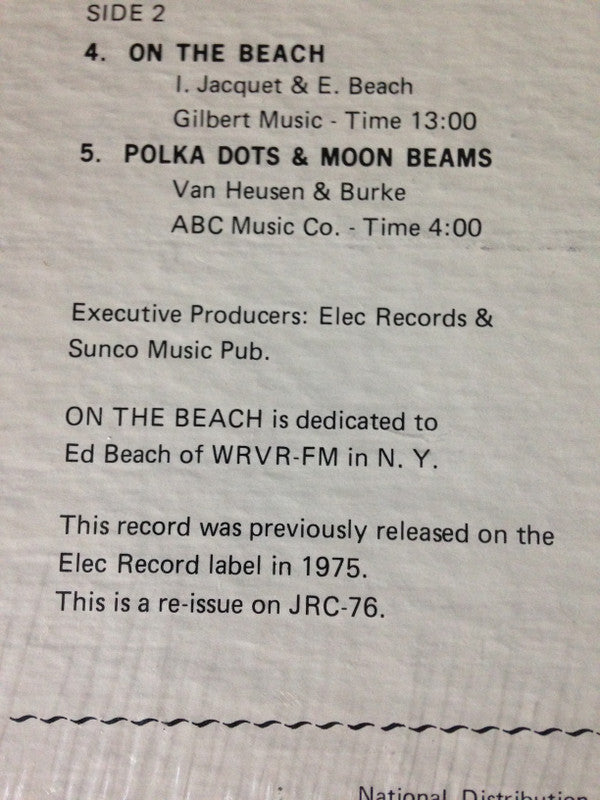 SIDE 2
4. ON THE BEACH
I. Jacquet & E. Beach
Gilbert Music - Time 13:00
5. POLKA DOTS & MOON BEAMS
Van Heusen & Burke
ABC Music Co. - Time 4:00
Executive Producers: Elec Records &
Sunco Music Pub.
ON THE BEACH is dedicated to
Ed Beach of WRVR-FM in N. Y.
This record was previously released on the
Elec Record label in 1975.
This is a re-issue on JRC-76.
National Distribution